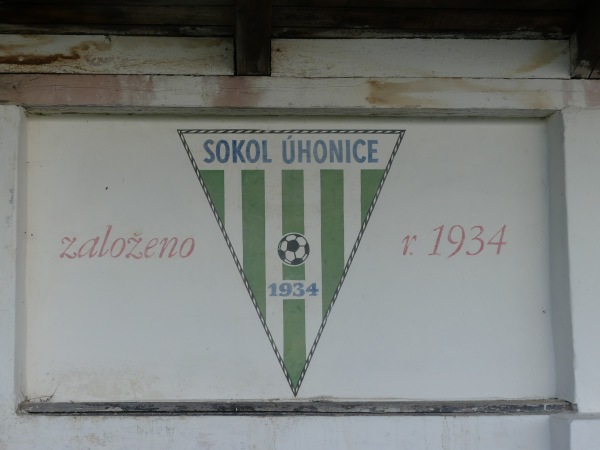 SOKOL ÚHONICE
založeno
r. 1934
1934